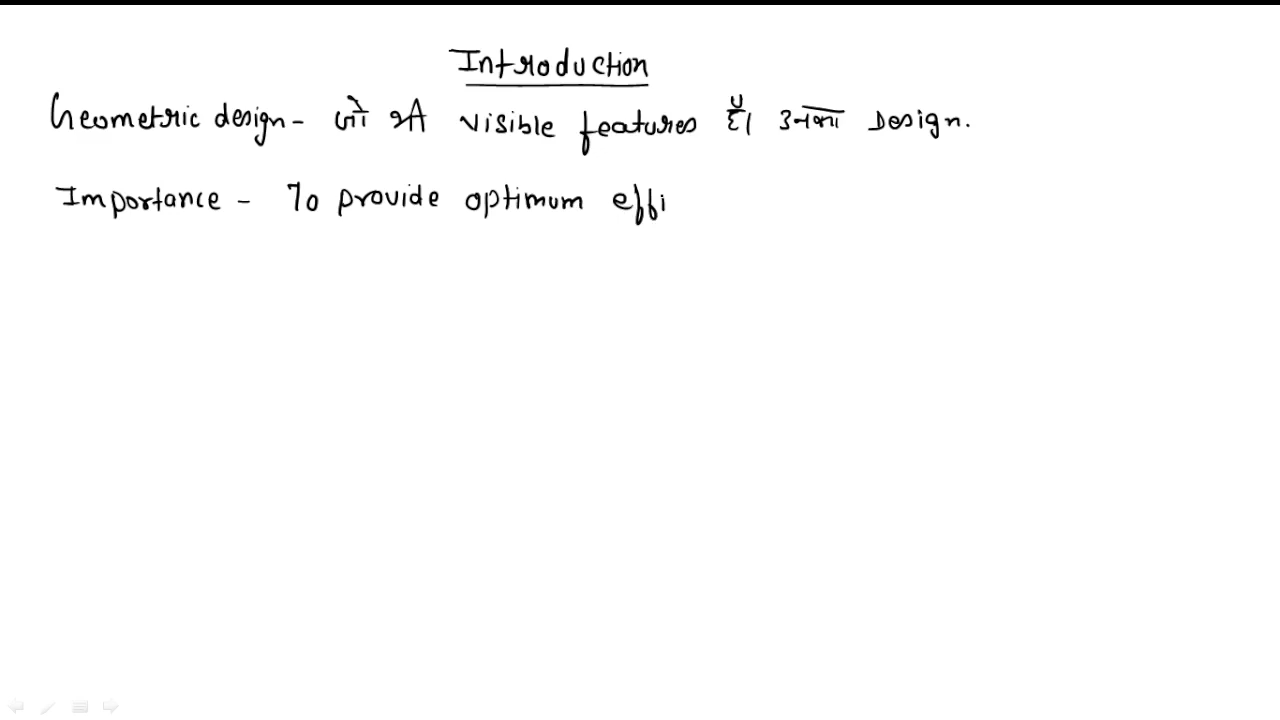 Introduction
Geometric design - जो भी visible features हैं। उनका Design.
Importance - To provide optimum effi